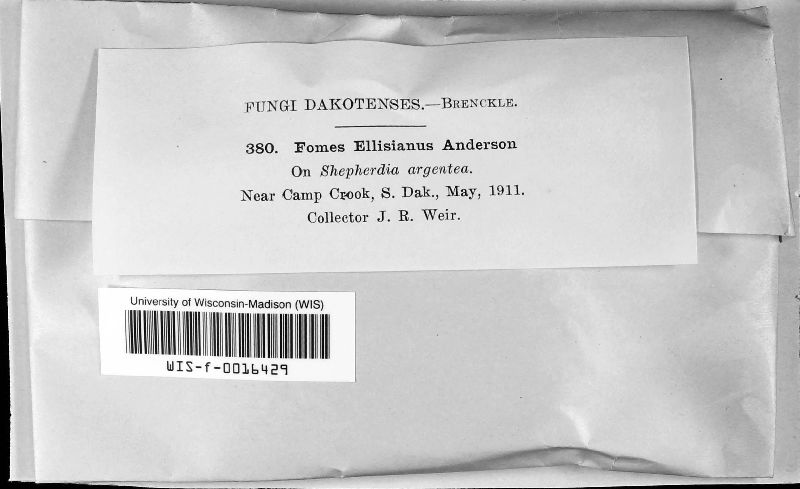 FUNGI DAKOTENSES.—BRENCKLE.
380. Fomes Ellisianus Anderson
On Shepherdia argentea.
Near Camp Crook, S. Dak., May, 1911.
Collector J. R. Weir.
University of Wisconsin-Madison (WIS)
WIS-f-0016429